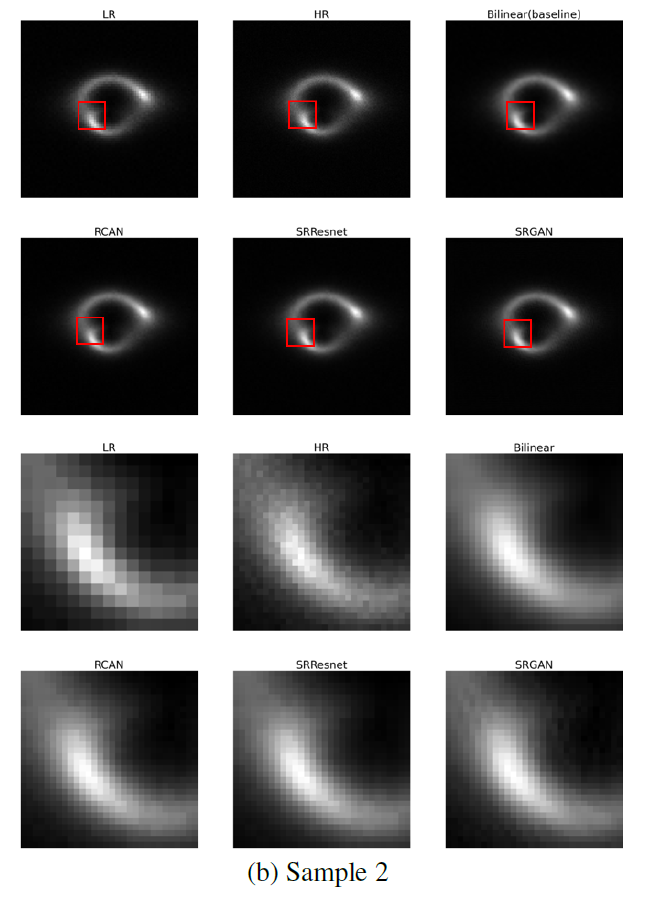 LR HR Bilinear(baseline)
RCAN SRResnet SRGAN
LR HR Bilinear
RCAN SRResnet SRGAN
(b) Sample 2